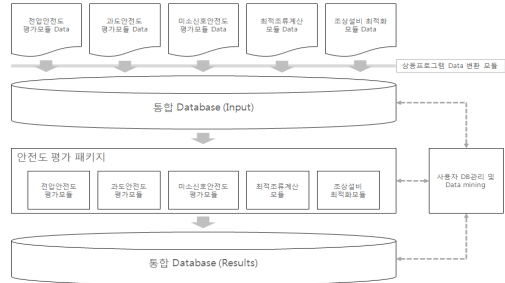 전압안전도
평가모듈 Data
과도안전도
평가모듈 Data
미소신호안전도
평가모듈 Data
최적조류계산
모듈 Data
조상설비 최적화
모듈 Data
상용프로그램 Data 변환 모듈
통합 Database (Input)
안전도 평가 패키지
전압안전도
평가모듈
과도안전도
평가모듈
미소신호안전도
평가모듈
최적조류계산
모듈
조상설비
최적화모듈
사용자 DB관리 및
Data mining
통합 Database (Results)